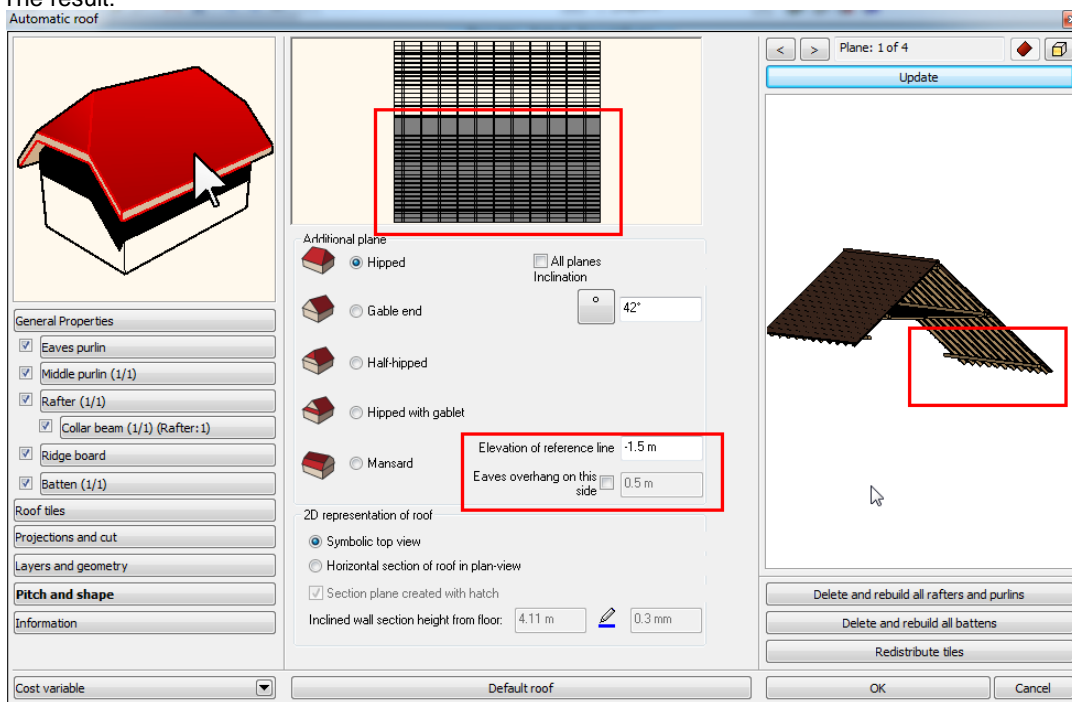 The result:
Automatic roof
< > Plane: 1 of 4
Update
General Properties
Eaves purlin
Middle purlin (1/1)
Rafter (1/1)
Collar beam (1/1) (Rafter:1)
Ridge board
Batten (1/1)
Roof tiles
Projections and cut
Layers and geometry
Pitch and shape
Information
Cost variable
Additional plane
Hipped
All planes
Inclination
Gable end
° 42°
Half-hipped
Hipped with gablet
Elevation of reference line -1.5 m
Mansard
Eaves overhang on this
side 0.5 m
2D representation of roof
Symbolic top view
Horizontal section of roof in plan-view
Section plane created with hatch
Inclined wall section height from floor: 4.11 m 0.3 mm
Default roof
Delete and rebuild all rafters and purlins
Delete and rebuild all battens
Redistribute tiles
OK Cancel